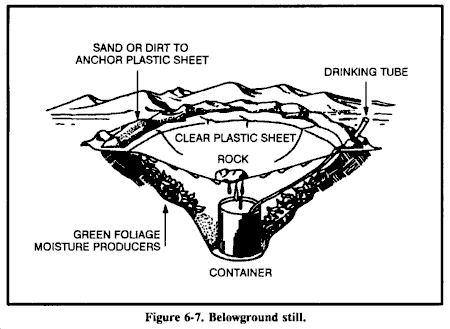 SAND OR DIRT TO
ANCHOR PLASTIC SHEET
DRINKING TUBE
CLEAR PLASTIC SHEET
ROCK
GREEN FOLIAGE
MOISTURE PRODUCERS
CONTAINER
Figure 6-7. Belowground still.